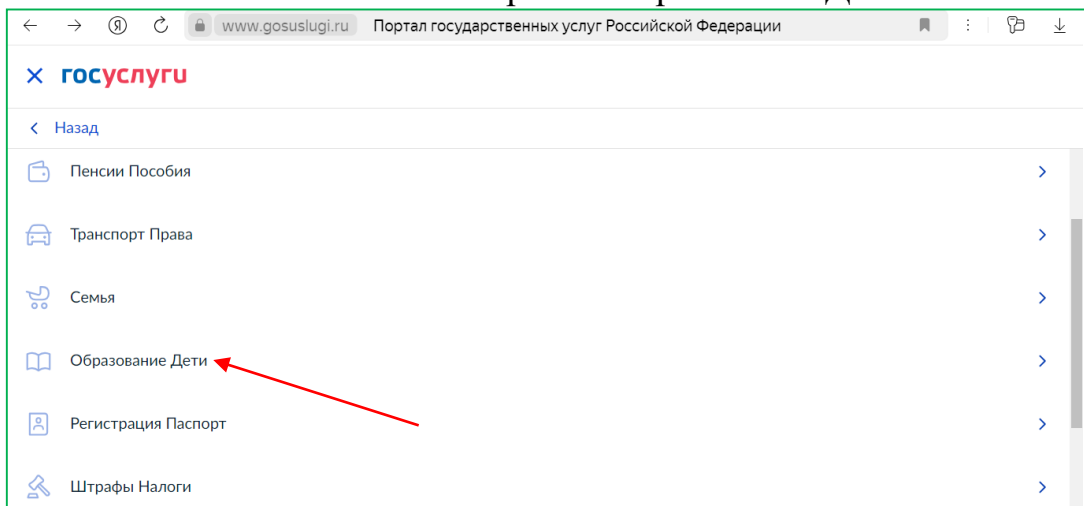 www.gosuslugi.ru Портал государственных услуг Российской Федерации
госуслуги
Назад
Пенсии Пособия
Транспорт Права
Семья
Образование Дети
Регистрация Паспорт
Штрафы Налоги